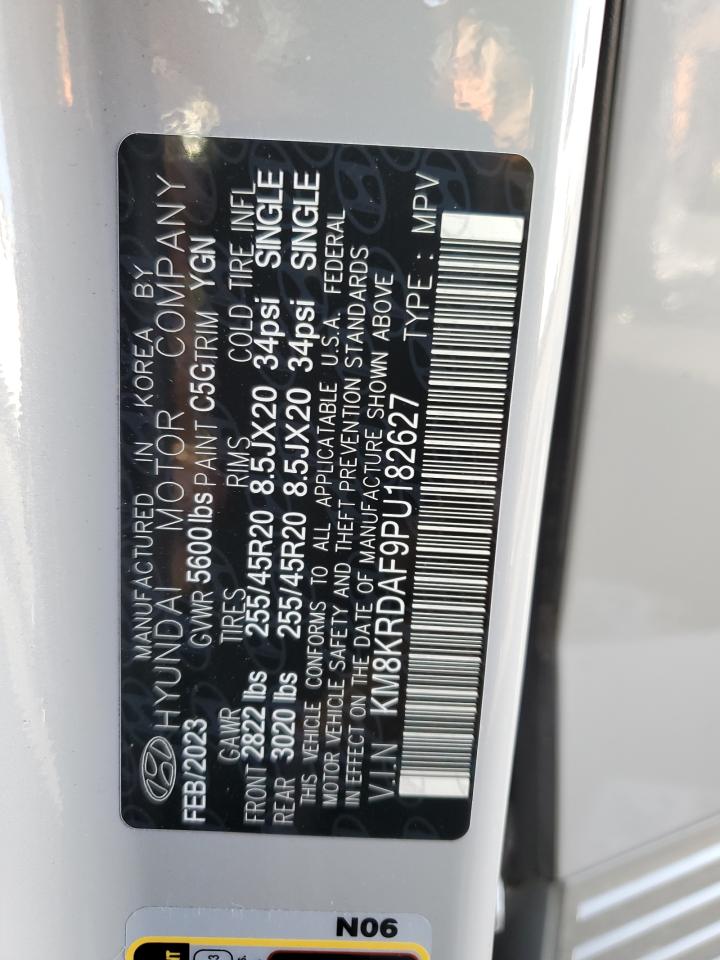 MANUFACTURED IN KOREA BY
HYUNDAI MOTOR COMPANY
FEB/2023 GVWR 5600 lbs PAINT C5G TRIM YGN
GAWR TIRES RIMS COLD TIRE INFL
FRONT 2822 lbs 255/45R20 8.5JX20 34psi SINGLE
REAR 3020 lbs 255/45R20 8.5JX20 34psi SINGLE
THIS VEHICLE CONFORMS TO ALL APPLICATABLE U.S.A. FEDERAL
MOTOR VEHICLE SAFETY AND THEFT PREVENTION STANDARDS
IN EFFECT ON THE DATE OF MANUFACTURE SHOWN ABOVE
V.I.N KM8KRDAF9PU182627 TYPE : MPV
N06